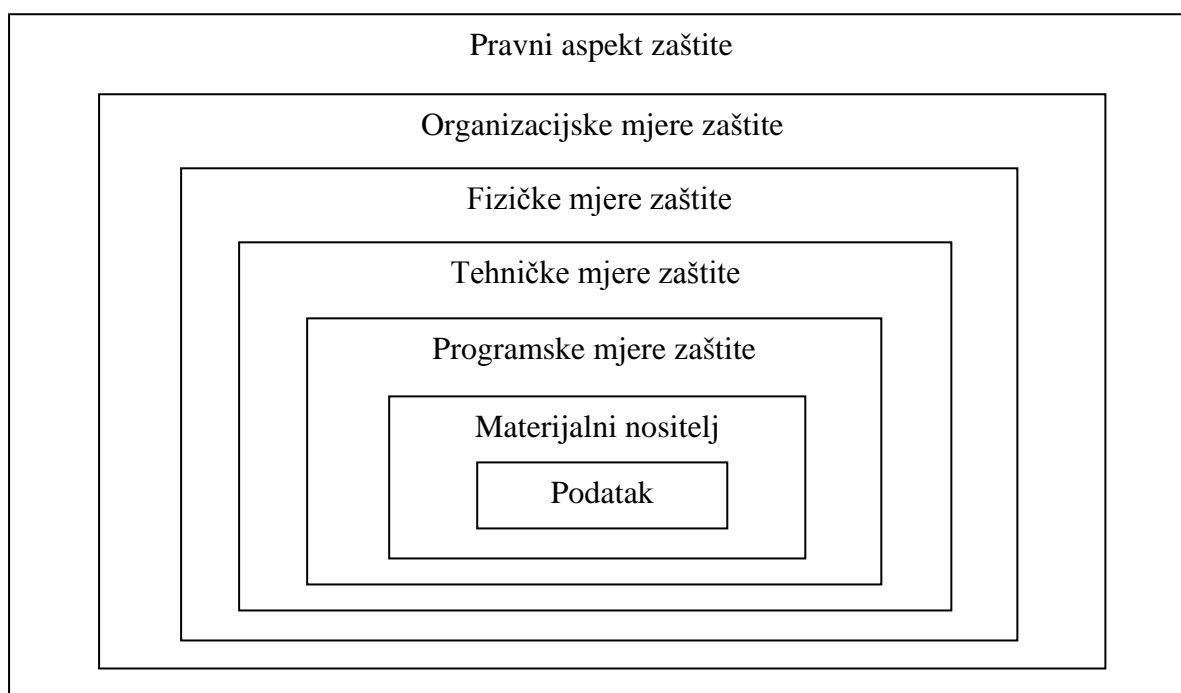 Pravni aspekt zaštite
Organizacijske mjere zaštite
Fizičke mjere zaštite
Tehničke mjere zaštite
Programske mjere zaštite
Materijalni nositelj
Podatak